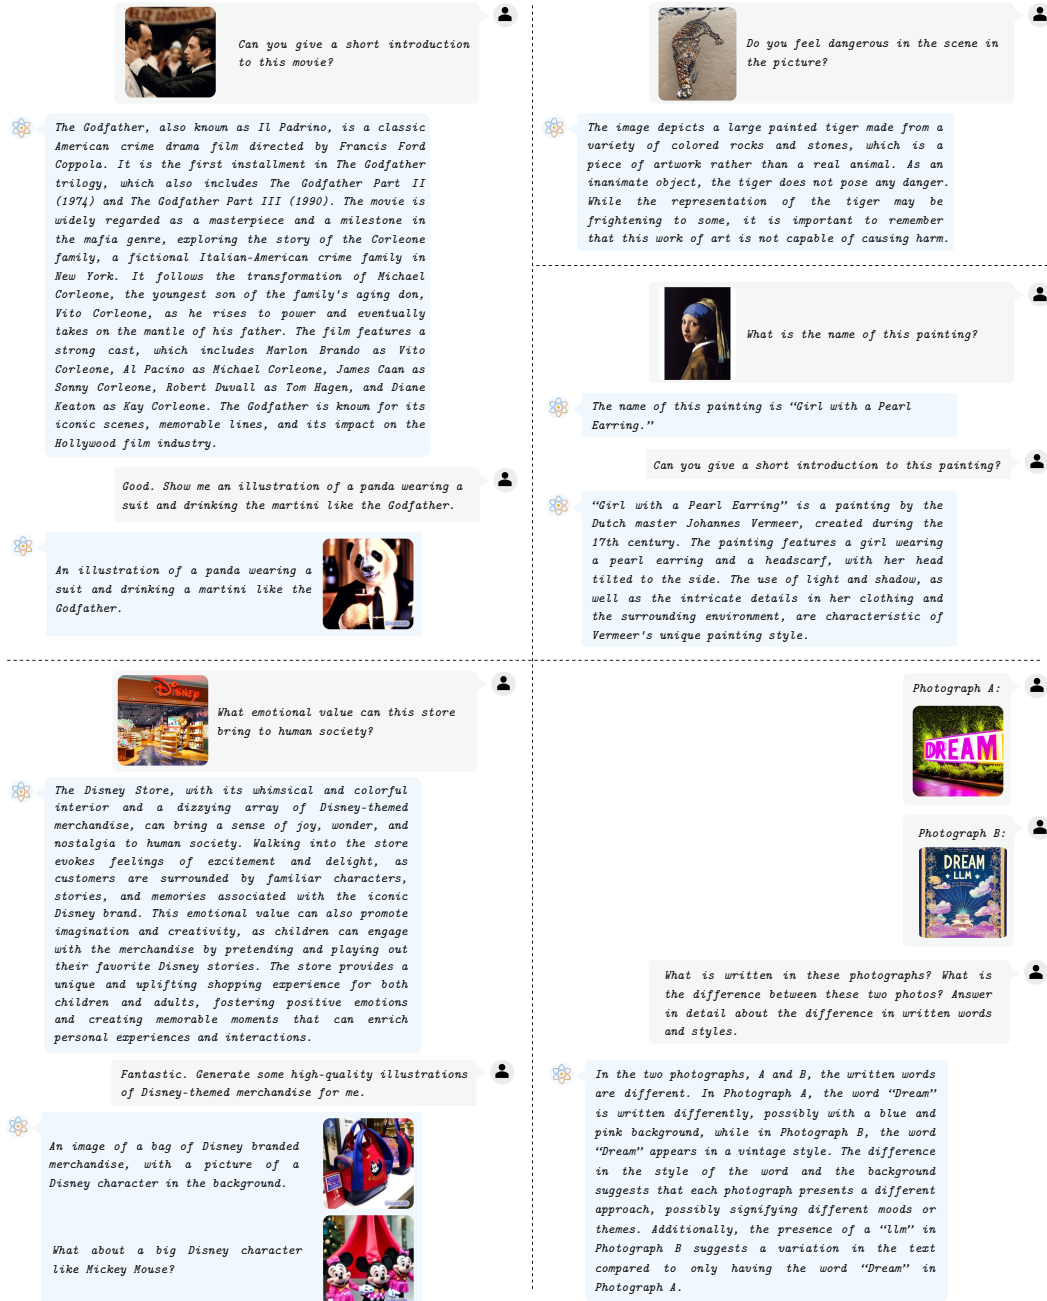 FELIZ AÑO NUEVO
Can you give a short introduction
to this movie?
The Godfather, also known as Il Padrino, is a classic
American crime drama film directed by Francis Ford
Coppola. It is the first installment in The Godfather
trilogy, which also includes The Godfather Part II
(1974) and The Godfather Part III (1990). The movie is
widely regarded as a masterpiece and a milestone in
the mafia genre, exploring the story of the Corleone
family, a fictional Italian-American crime family in
New York. It follows the transformation of Michael
Corleone, the youngest son of the family's aging don,
Vito Corleone, as he rises to power and eventually
takes on the mantle of his father. The film features a
strong cast, which includes Marlon Brando as Vito
Corleone, Al Pacino as Michael Corleone, James Caan as
Sonny Corleone, Robert Duvall as Tom Hagen, and Diane
Keaton as Kay Corleone. The Godfather is known for its
iconic scenes, memorable lines, and its impact on the
Hollywood film industry.
Good. Show me an illustration of a panda wearing a
suit and drinking the martini like the Godfather.
An illustration of a panda wearing a
suit and drinking a martini like the
Godfather.
Do you feel dangerous in the scene in
the picture?
The image depicts a large painted tiger made from a
variety of colored rocks and stones, which is a
piece of artwork rather than a real animal. As an
inanimate object, the tiger does not pose any danger.
While the representation of the tiger may be
frightening to some, it is important to remember
that this work of art is not capable of causing harm.
What is the name of this painting?
The name of this painting is “Girl with a Pearl
Earring.”
Can you give a short introduction to this painting?
“Girl with a Pearl Earring” is a painting by the
Dutch master Johannes Vermeer, created during the
17th century. The painting features a girl wearing
a pearl earring and a headscarf, with her head
tilted to the side. The use of light and shadow, as
well as the intricate details in her clothing and
the surrounding environment, are characteristic of
Vermeer's unique painting style.
Disney
What emotional value can this store
bring to human society?
The Disney Store, with its whimsical and colorful
interior and a dizzying array of Disney-themed
merchandise, can bring a sense of joy, wonder, and
nostalgia to human society. Walking into the store
evokes feelings of excitement and delight, as
customers are surrounded by familiar characters,
stories, and memories associated with the iconic
Disney brand. This emotional value can also promote
imagination and creativity, as children can engage
with the merchandise by pretending and playing out
their favorite Disney stories. The store provides a
unique and uplifting shopping experience for both
children and adults, fostering positive emotions
and creating memorable moments that can enrich
personal experiences and interactions.
Fantastic. Generate some high-quality illustrations
of Disney-themed merchandise for me.
An image of a bag of Disney branded
merchandise, with a picture of a
Disney character in the background.
What about a big Disney character
like Mickey Mouse?
Photograph A:
DREAM
Photograph B:
DREAM
LLM
What is written in these photographs? What is
the difference between these two photos? Answer
in detail about the difference in written words
and styles.
In the two photographs, A and B, the written words
are different. In Photograph A, the word “Dream”
is written differently, possibly with a blue and
pink background, while in Photograph B, the word
“Dream” appears in a vintage style. The difference
in the style of the word and the background
suggests that each photograph presents a different
approach, possibly signifying different moods or
themes. Additionally, the presence of a “llm” in
Photograph B suggests a variation in the text
compared to only having the word “Dream” in
Photograph A.